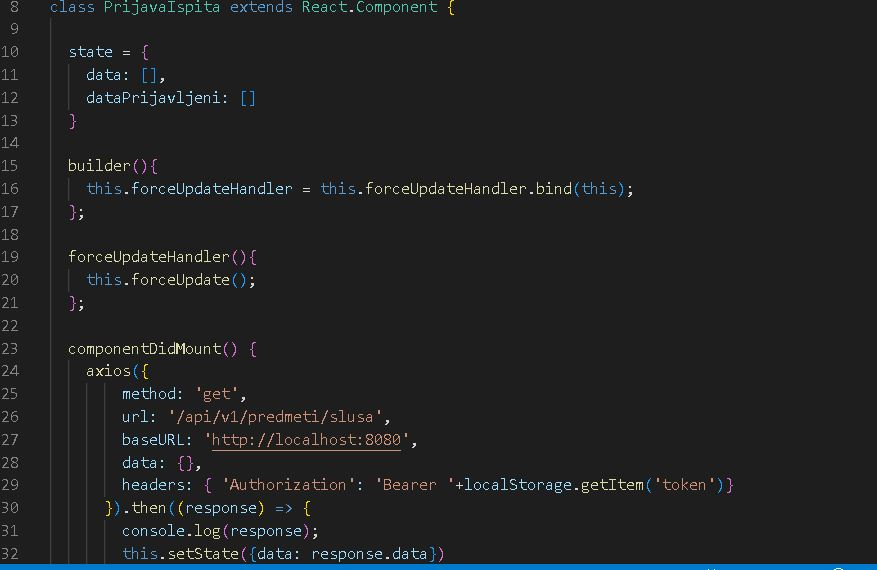 8 class PrijavaIspita extends React.Component {
9
10 state = {
11 data: [],
12 dataPrijavljeni: []
13 }
14
15 builder(){
16 this.forceUpdateHandler = this.forceUpdateHandler.bind(this);
17 };
18
19 forceUpdateHandler(){
20 this.forceUpdate();
21 };
22
23 componentDidMount() {
24 axios({
25 method: 'get',
26 url: '/api/v1/predmeti/slusa',
27 baseURL: 'http://localhost:8080',
28 data: {},
29 headers: { 'Authorization': 'Bearer '+localStorage.getItem('token')}
30 }).then((response) => {
31 console.log(response);
32 this.setState({data: response.data})